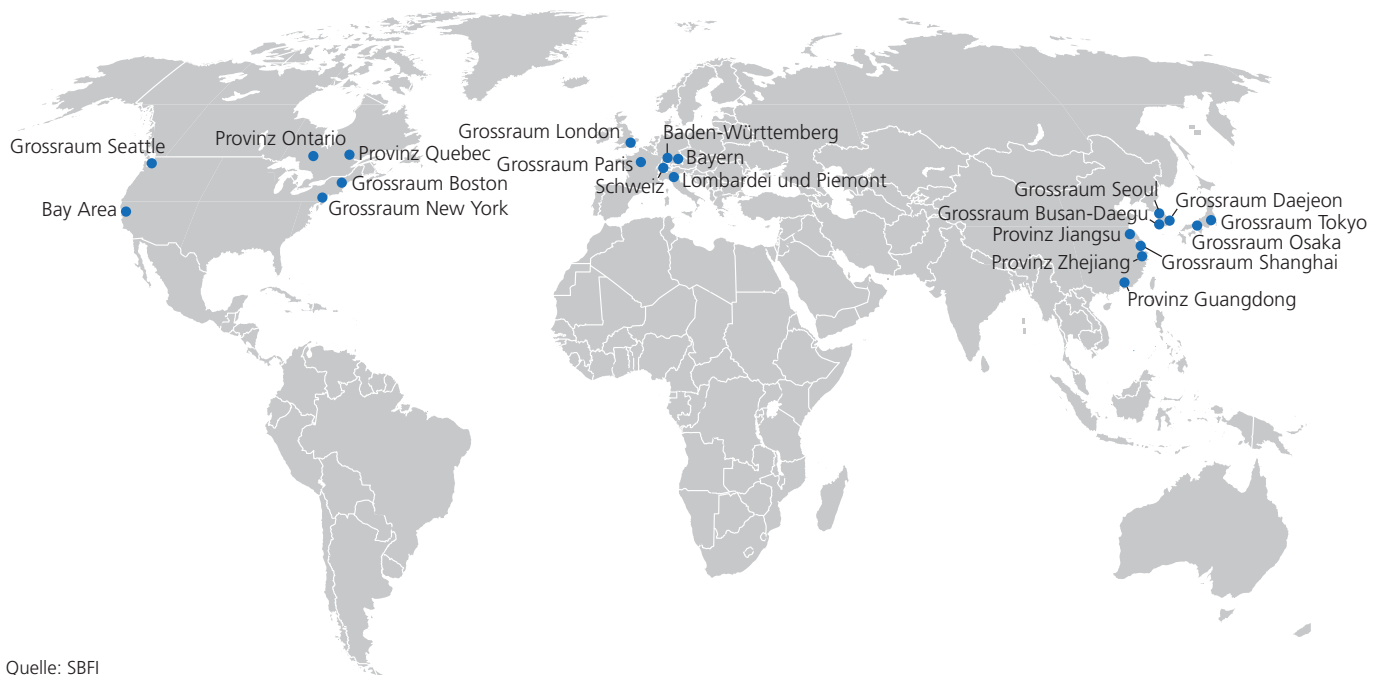 Grossraum Seattle
Bay Area
Provinz Ontario
Provinz Quebec
Grossraum Boston
Grossraum New York
Grossraum London
Grossraum Paris
Schweiz
Baden-Württemberg
Bayern
Lombardei und Piemont
Grossraum Seoul
Grossraum Daejeon
Grossraum Busan-Daegu
Grossraum Tokyo
Provinz Jiangsu
Grossraum Osaka
Provinz Zhejiang
Grossraum Shanghai
Provinz Guangdong
Quelle: SBFI